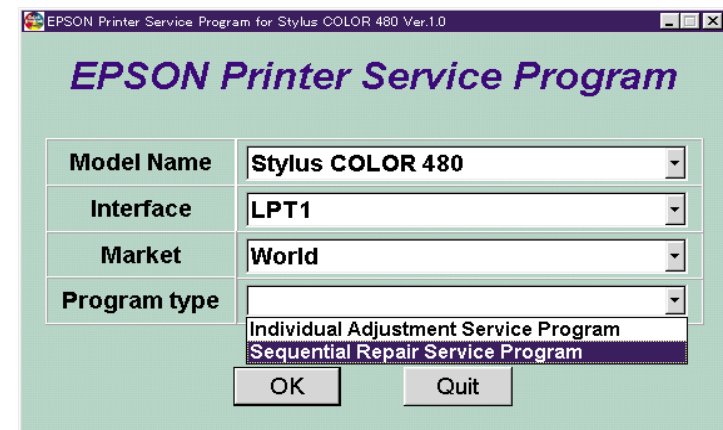 EPSON Printer Service Program for Stylus COLOR 480 Ver.1.0
EPSON Printer Service Program
Model Name Stylus COLOR 480
Interface LPT1
Market World
Program type
Individual Adjustment Service Program
Sequential Repair Service Program
OK Quit